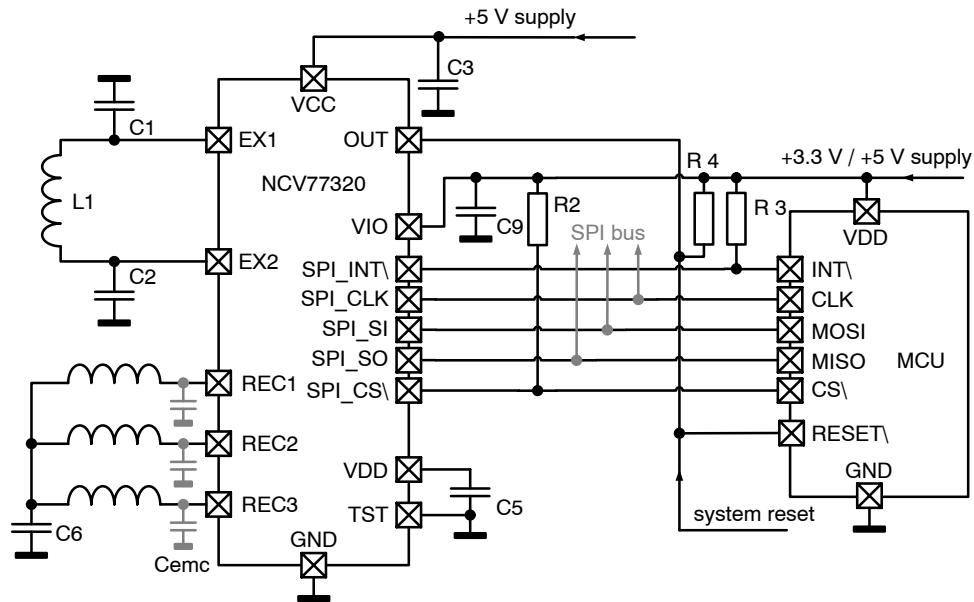 +5 V supply
C3
VCC
C1
EX1
OUT
R 4
+3.3 V / +5 V supply
NCV77320
L1
R2
R 3
VIO
C9
SPI bus
VDD
EX2
C2
SPI_INT\
INT\
SPI_CLK
CLK
SPI_SI
MOSI
SPI_SO
MISO
MCU
REC1
SPI_CS\
CS\
RESET\
REC2
VDD
GND
REC3
C5
TST
system reset
C6
GND
Cemc